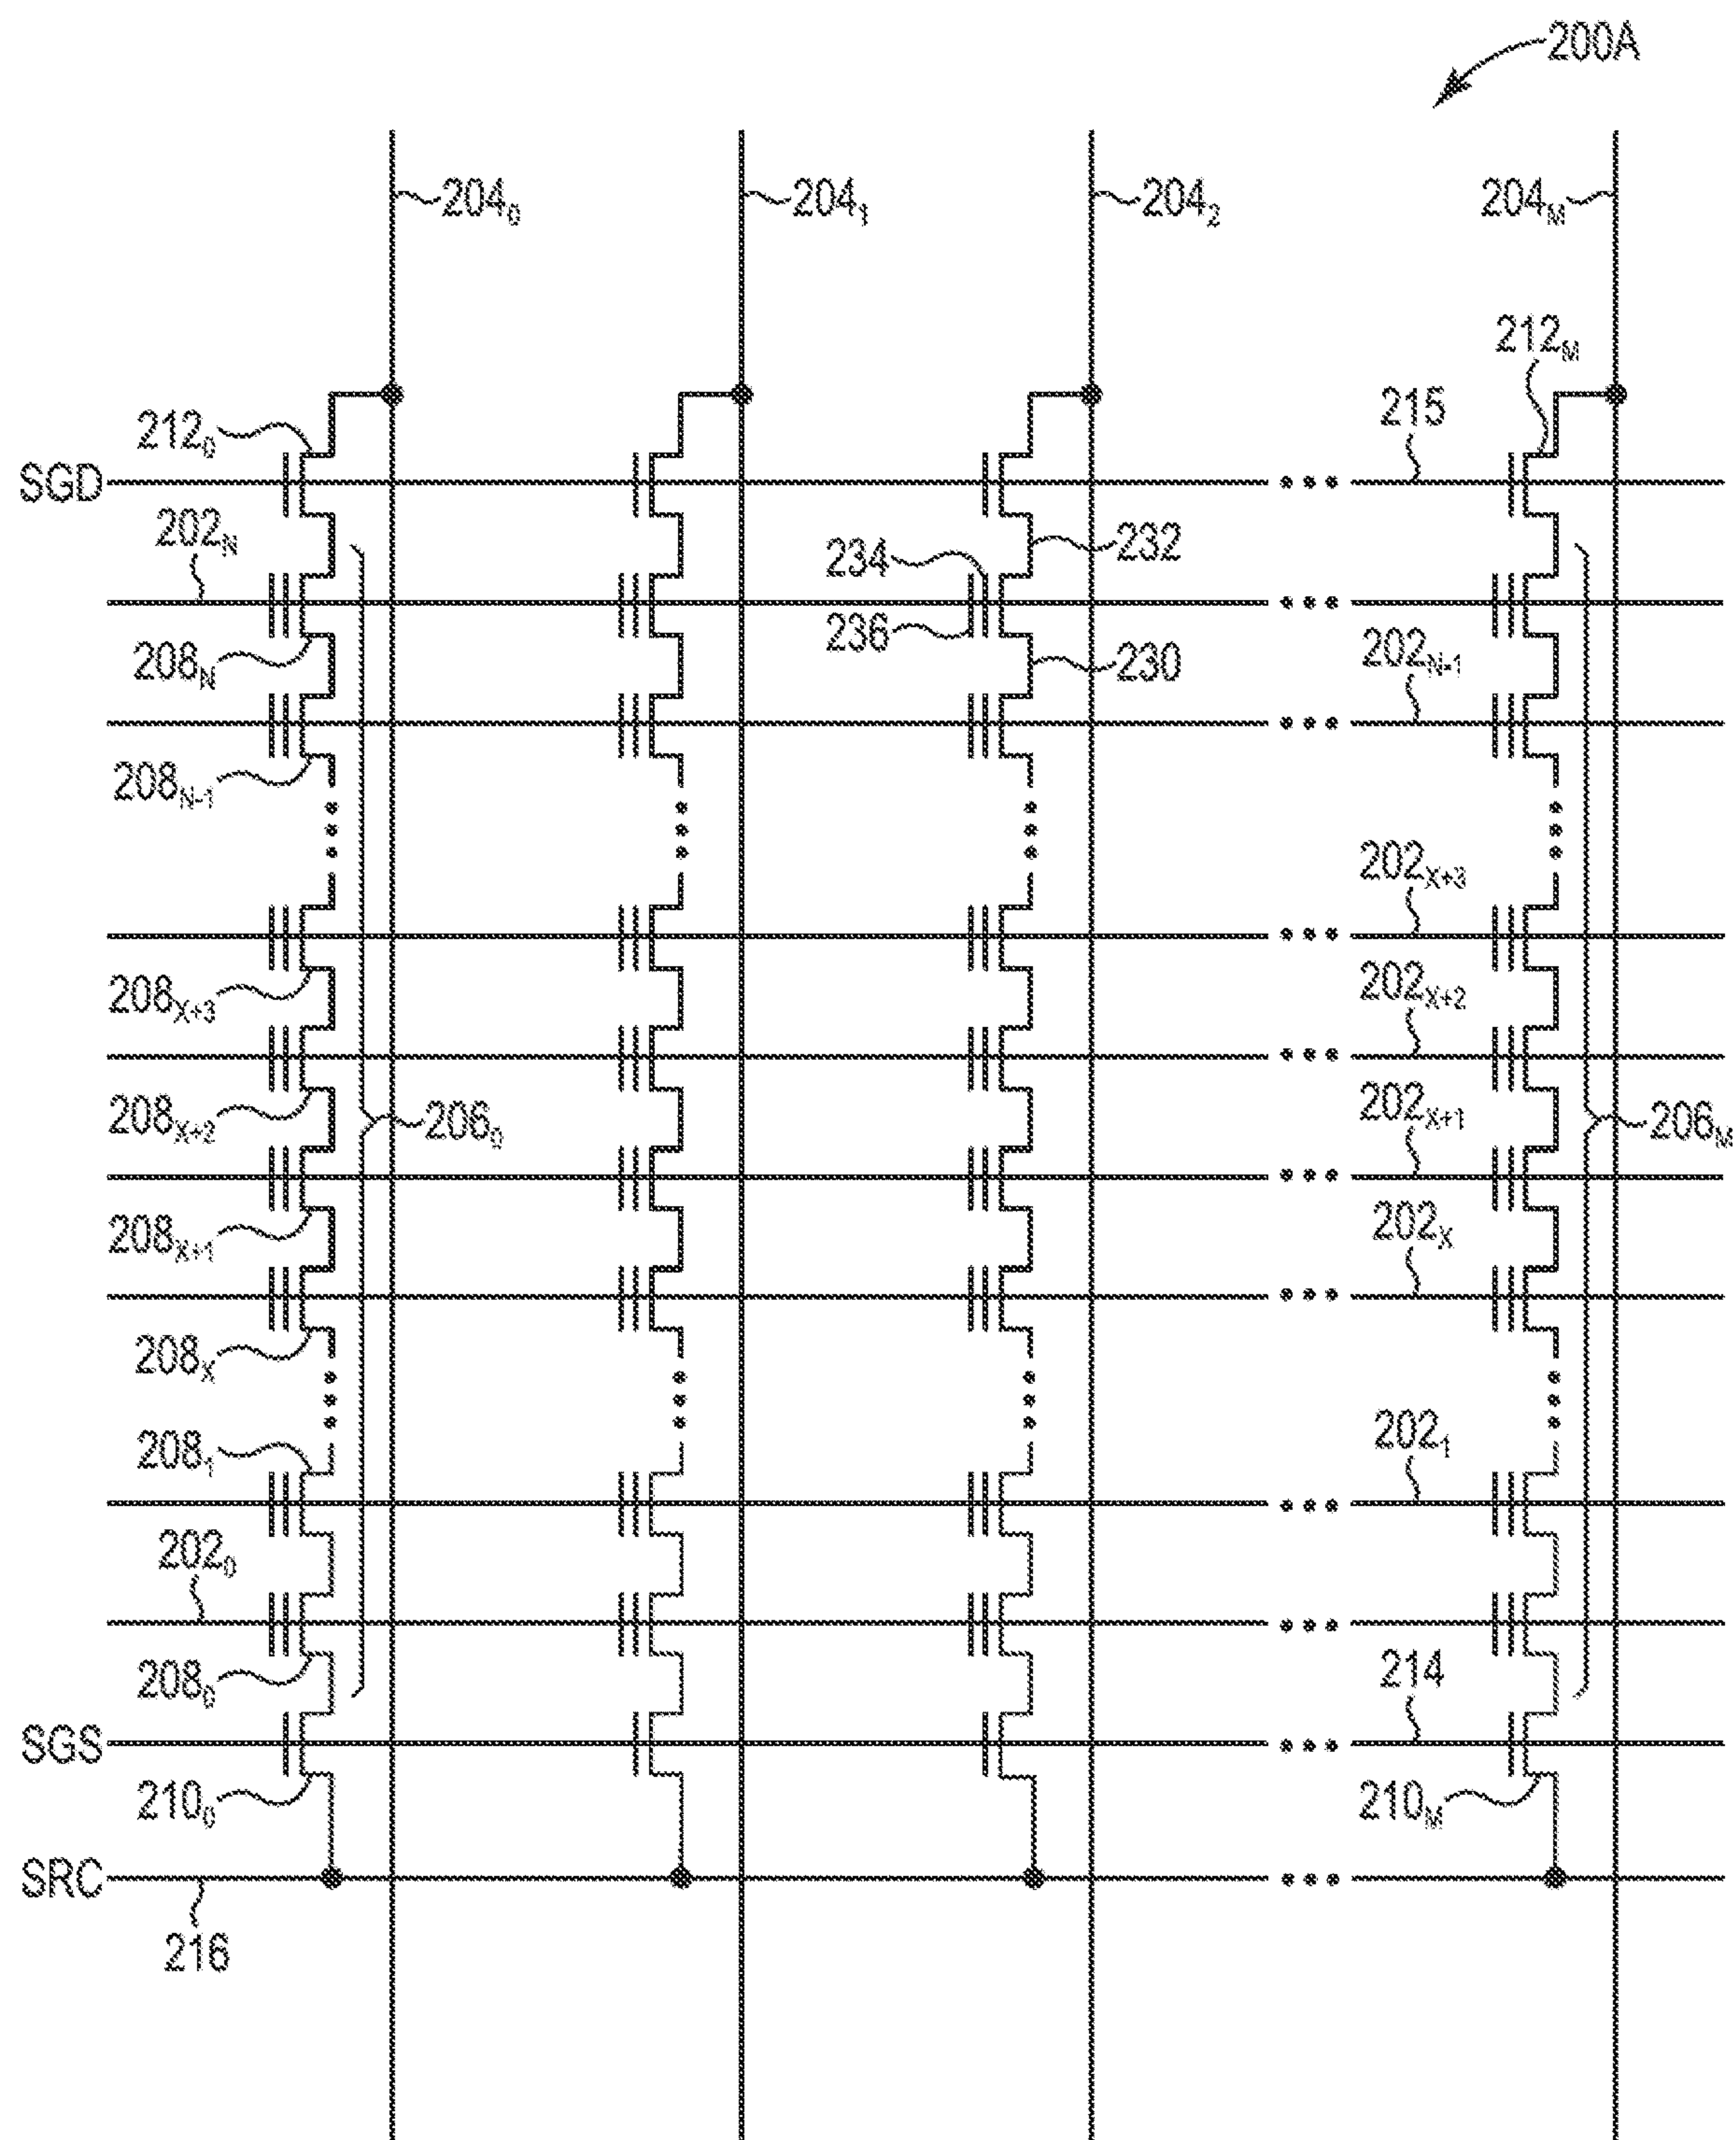 200A
204₀ 204₁ 204₂ 204M
212M
212₀ 215
SGD
202N 232
234
236
208N 230 202N-1
208N-1
202X+3
208X+3 202X+2
208X+2 206₀ 202X+1 206M
208X+1 202X
208X
208₁ 202₁
202₀
208₀ 214
SGS
210₀ 210M
SRC
216